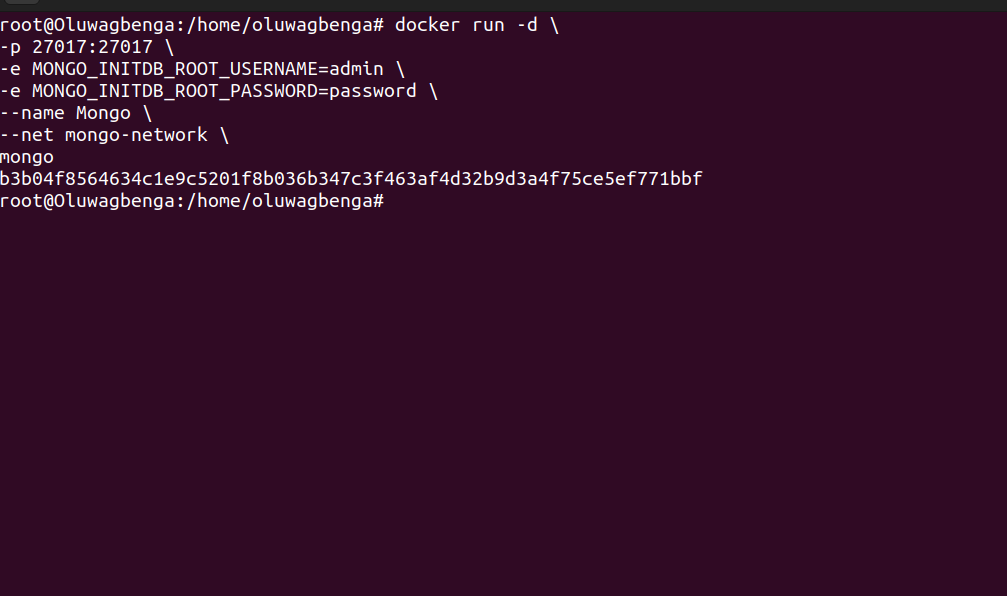 root@Oluwagbenga:/home/oluwagbenga# docker run -d \
-p 27017:27017 \
-e MONGO_INITDB_ROOT_USERNAME=admin \
-e MONGO_INITDB_ROOT_PASSWORD=password \
--name Mongo \
--net mongo-network \
mongo
b3b04f8564634c1e9c5201f8b036b347c3f463af4d32b9d3a4f75ce5ef771bbf
root@Oluwagbenga:/home/oluwagbenga#